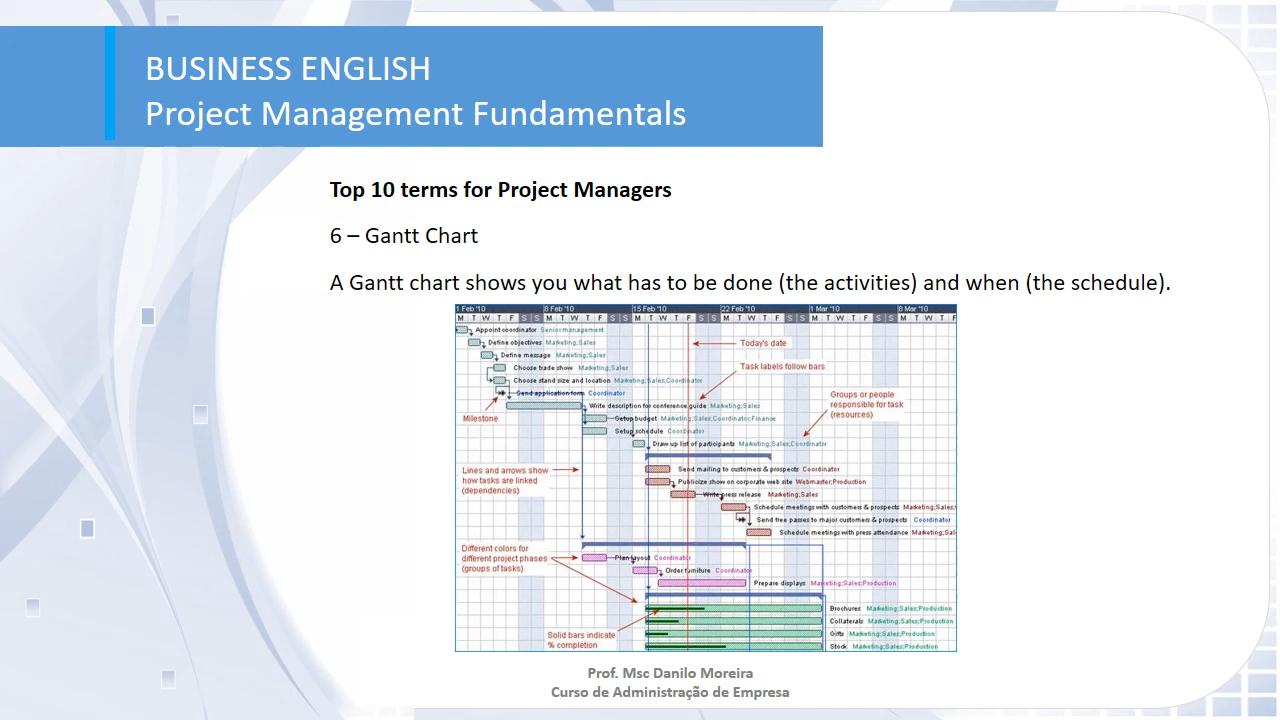 BUSINESS ENGLISH
Project Management Fundamentals
Top 10 terms for Project Managers
6 – Gantt Chart
A Gantt chart shows you what has to be done (the activities) and when (the schedule).
1 Feb '10 8 Feb '10 15 Feb '10 22 Feb '10 1 Mar '10 8 Mar '10
M T W T F S S M T W T F S S M T W T F S S M T W T F S S M T W T F S S M T W T F
Appoint coordinator Senior management
Define objectives Marketing;Sales
Today's date
Define message Marketing;Sales
Choose trade show Marketing;Sales
Task labels follow bars
Choose stand size and location Marketing;Sales;Coordinator
Send application form Coordinator
Groups or people
responsible for task
(resources)
Write description for conference guide Marketing;Sales
Milestone
Setup budget Marketing;Sales;Coordinator;Finance
Setup schedule Coordinator
Draw up list of participants Marketing;Sales;Coordinator
Lines and arrows show
how tasks are linked
(dependencies)
Send mailing to customers & prospects Coordinator
Publicize show on corporate web site Webmaster;Production
Write press release Marketing;Sales
Schedule meetings with customers & prospects Marketing;Sales;
Send free passes to major customers & prospects Coordinator
Schedule meetings with press attendance Marketing;Sal
Different colors for
different project phases
(groups of tasks)
Plan layout Coordinator
Order furniture Coordinator
Prepare displays Marketing;Sales;Production
Brochures Marketing;Sales;Production
Collaterals Marketing;Sales;Production
Gifts Marketing;Sales;Production
Stock Marketing;Sales;Production
Solid bars indicate
% completion
Prof. Msc Danilo Moreira
Curso de Administração de Empresa